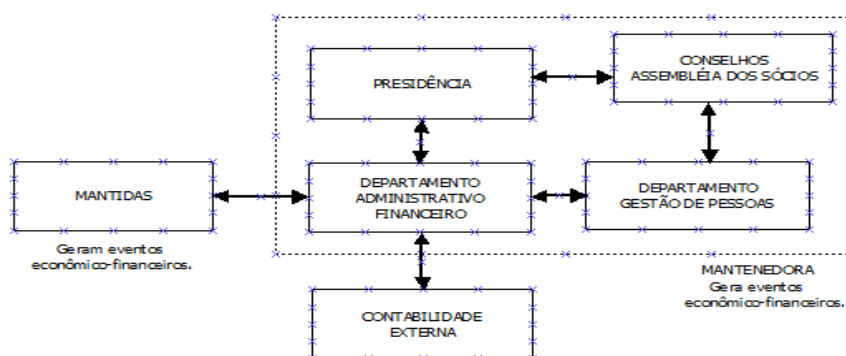 CONSELHOS
ASSEMBLÉIA DOS SÓCIOS
PRESIDÊNCIA
MANTIDAS
DEPARTAMENTO
ADMINISTRATIVO
FINANCEIRO
DEPARTAMENTO
GESTÃO DE PESSOAS
Geram eventos
econômico-financeiros.
MANTENEDORA
Gera eventos
econômico-financeiros.
CONTABILIDADE
EXTERNA